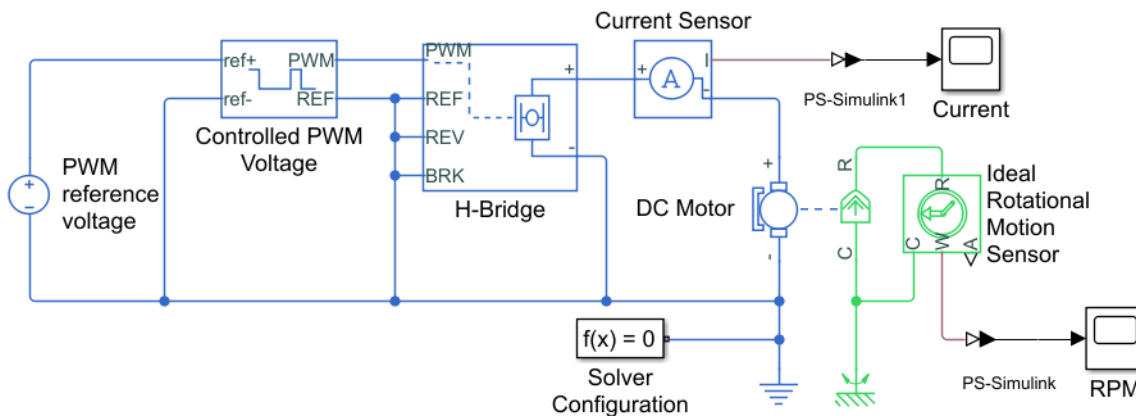 Current Sensor
ref+
PWM
ref-
REF
Controlled PWM
Voltage
PWM
REF
REV
BRK
+
-
H-Bridge
+
A
I
-
PS-Simulink1
Current
PWM
reference
voltage
+
-
DC Motor
+
-
R
C
R
C
W
A
Ideal
Rotational
Motion
Sensor
f(x) = 0
Solver
Configuration
PS-Simulink
RPM